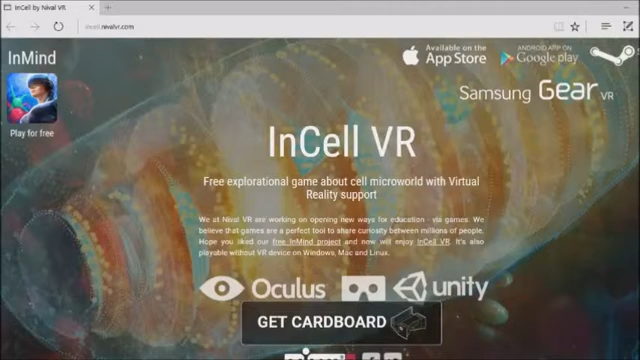 InCell by Nival VR
incell.nivalvr.com
InMind
Play for free
Available on the
App Store
ANDROID APP ON
Google play
Samsung Gear VR
InCell VR
Free explorational game about cell microworld with Virtual
Reality support
We at Nival VR are working on opening new ways for education - via games. We
believe that games are a perfect tool to share curiosity between millions of people.
Hope you liked our free InMind project and now will enjoy InCell VR. It's also
playable without VR device on Windows, Mac and Linux.
Oculus
unity
GET CARDBOARD